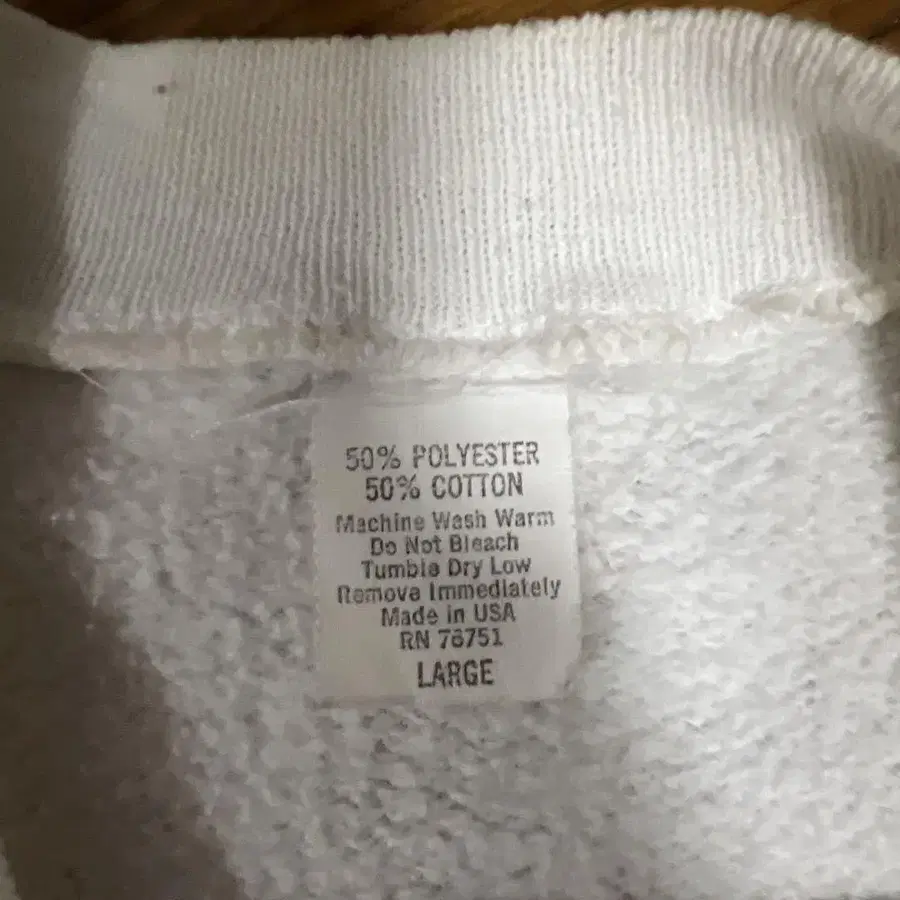 50% POLYESTER
50% COTTON
Machine Wash Warm
Do Not Bleach
Tumble Dry Low
Remove Immediately
Made in USA
RN 76751
LARGE